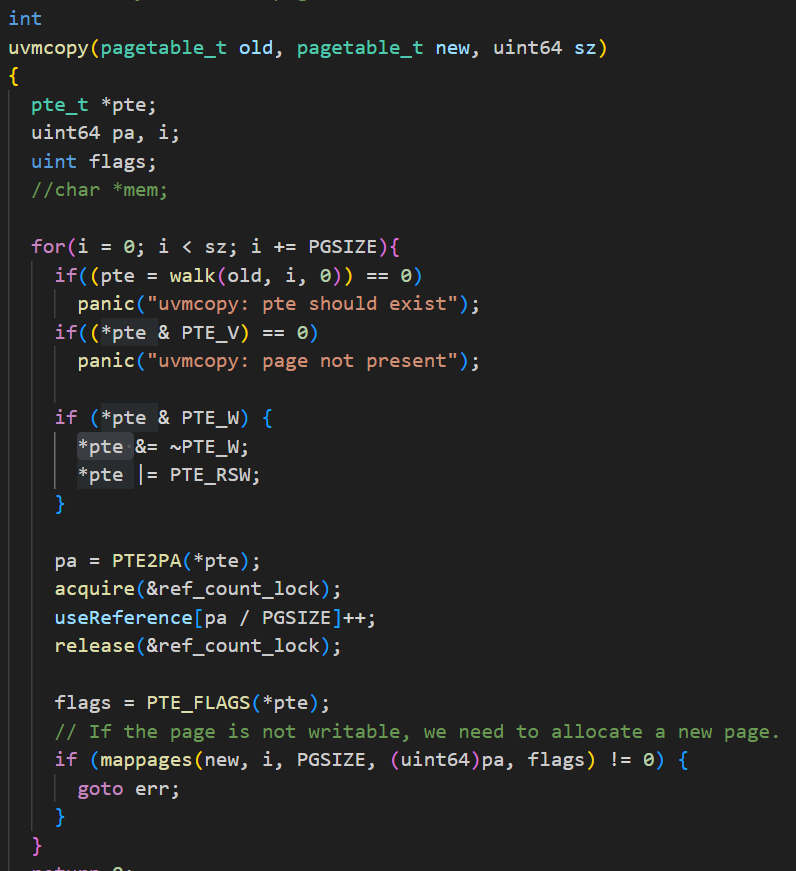 int
uvmcopy(pagetable_t old, pagetable_t new, uint64 sz)
{
  pte_t *pte;
  uint64 pa, i;
  uint flags;
  //char *mem;

  for(i = 0; i < sz; i += PGSIZE){
    if((pte = walk(old, i, 0)) == 0)
      panic("uvmcopy: pte should exist");
    if((*pte & PTE_V) == 0)
      panic("uvmcopy: page not present");

    if (*pte & PTE_W) {
      *pte &= ~PTE_W;
      *pte |= PTE_RSW;
    }

    pa = PTE2PA(*pte);
    acquire(&ref_count_lock);
    useReference[pa / PGSIZE]++;
    release(&ref_count_lock);

    flags = PTE_FLAGS(*pte);
    // If the page is not writable, we need to allocate a new page.
    if (mappages(new, i, PGSIZE, (uint64)pa, flags) != 0) {
      goto err;
    }
  }